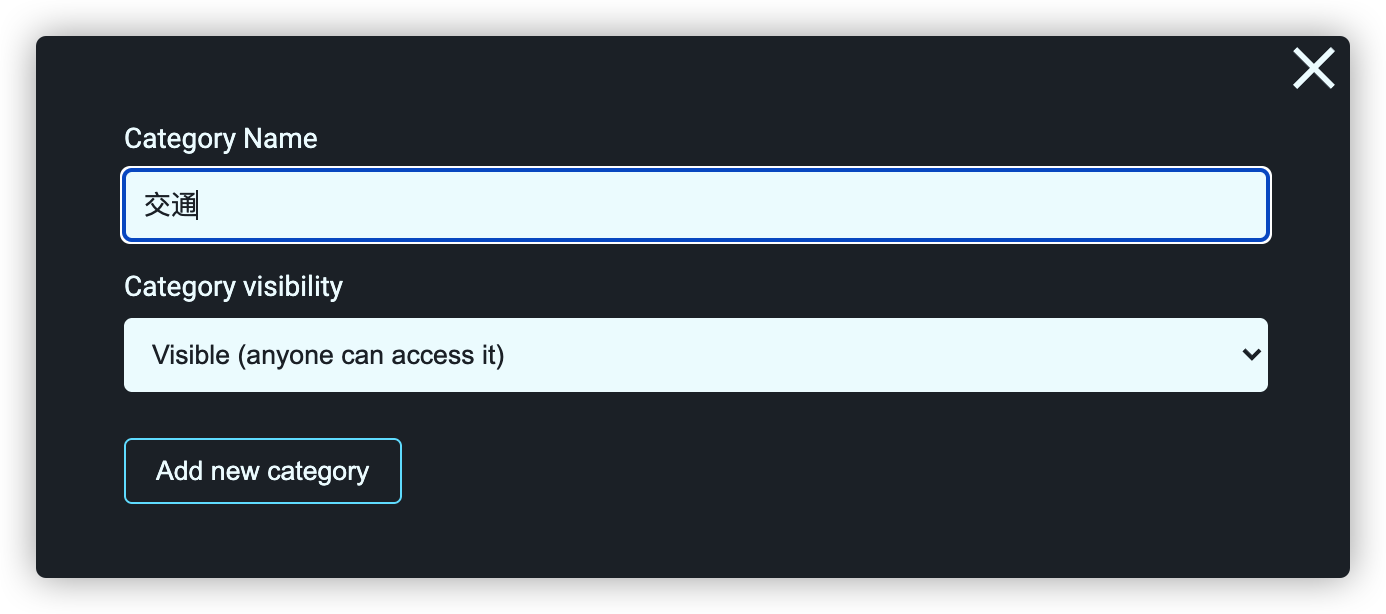 Category Name
交通
Category visibility
Visible (anyone can access it)
Add new category